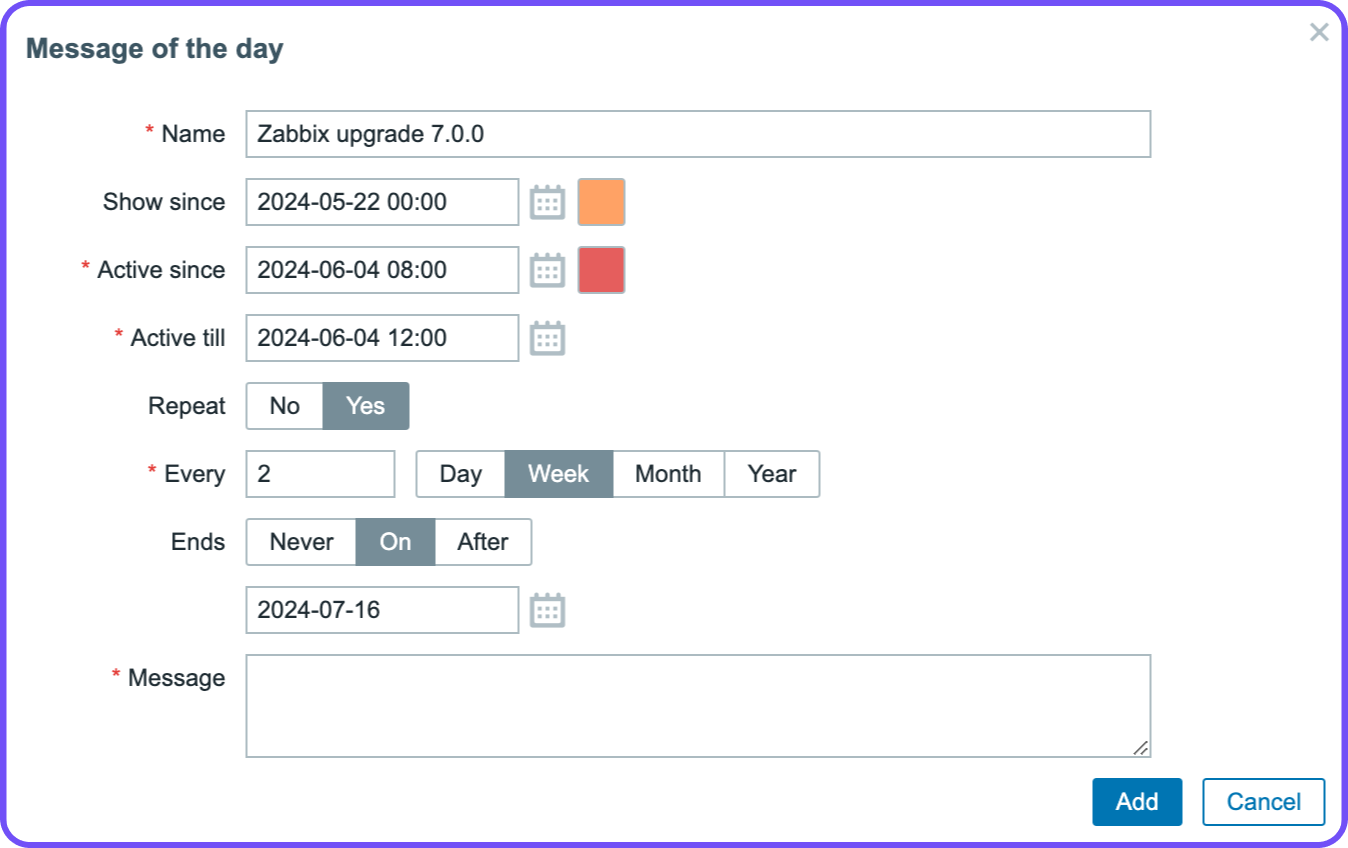 Message of the day
* Name Zabbix upgrade 7.0.0
Show since 2024-05-22 00:00
* Active since 2024-06-04 08:00
* Active till 2024-06-04 12:00
Repeat No Yes
* Every 2 Day Week Month Year
Ends Never On After
2024-07-16
* Message
Add Cancel